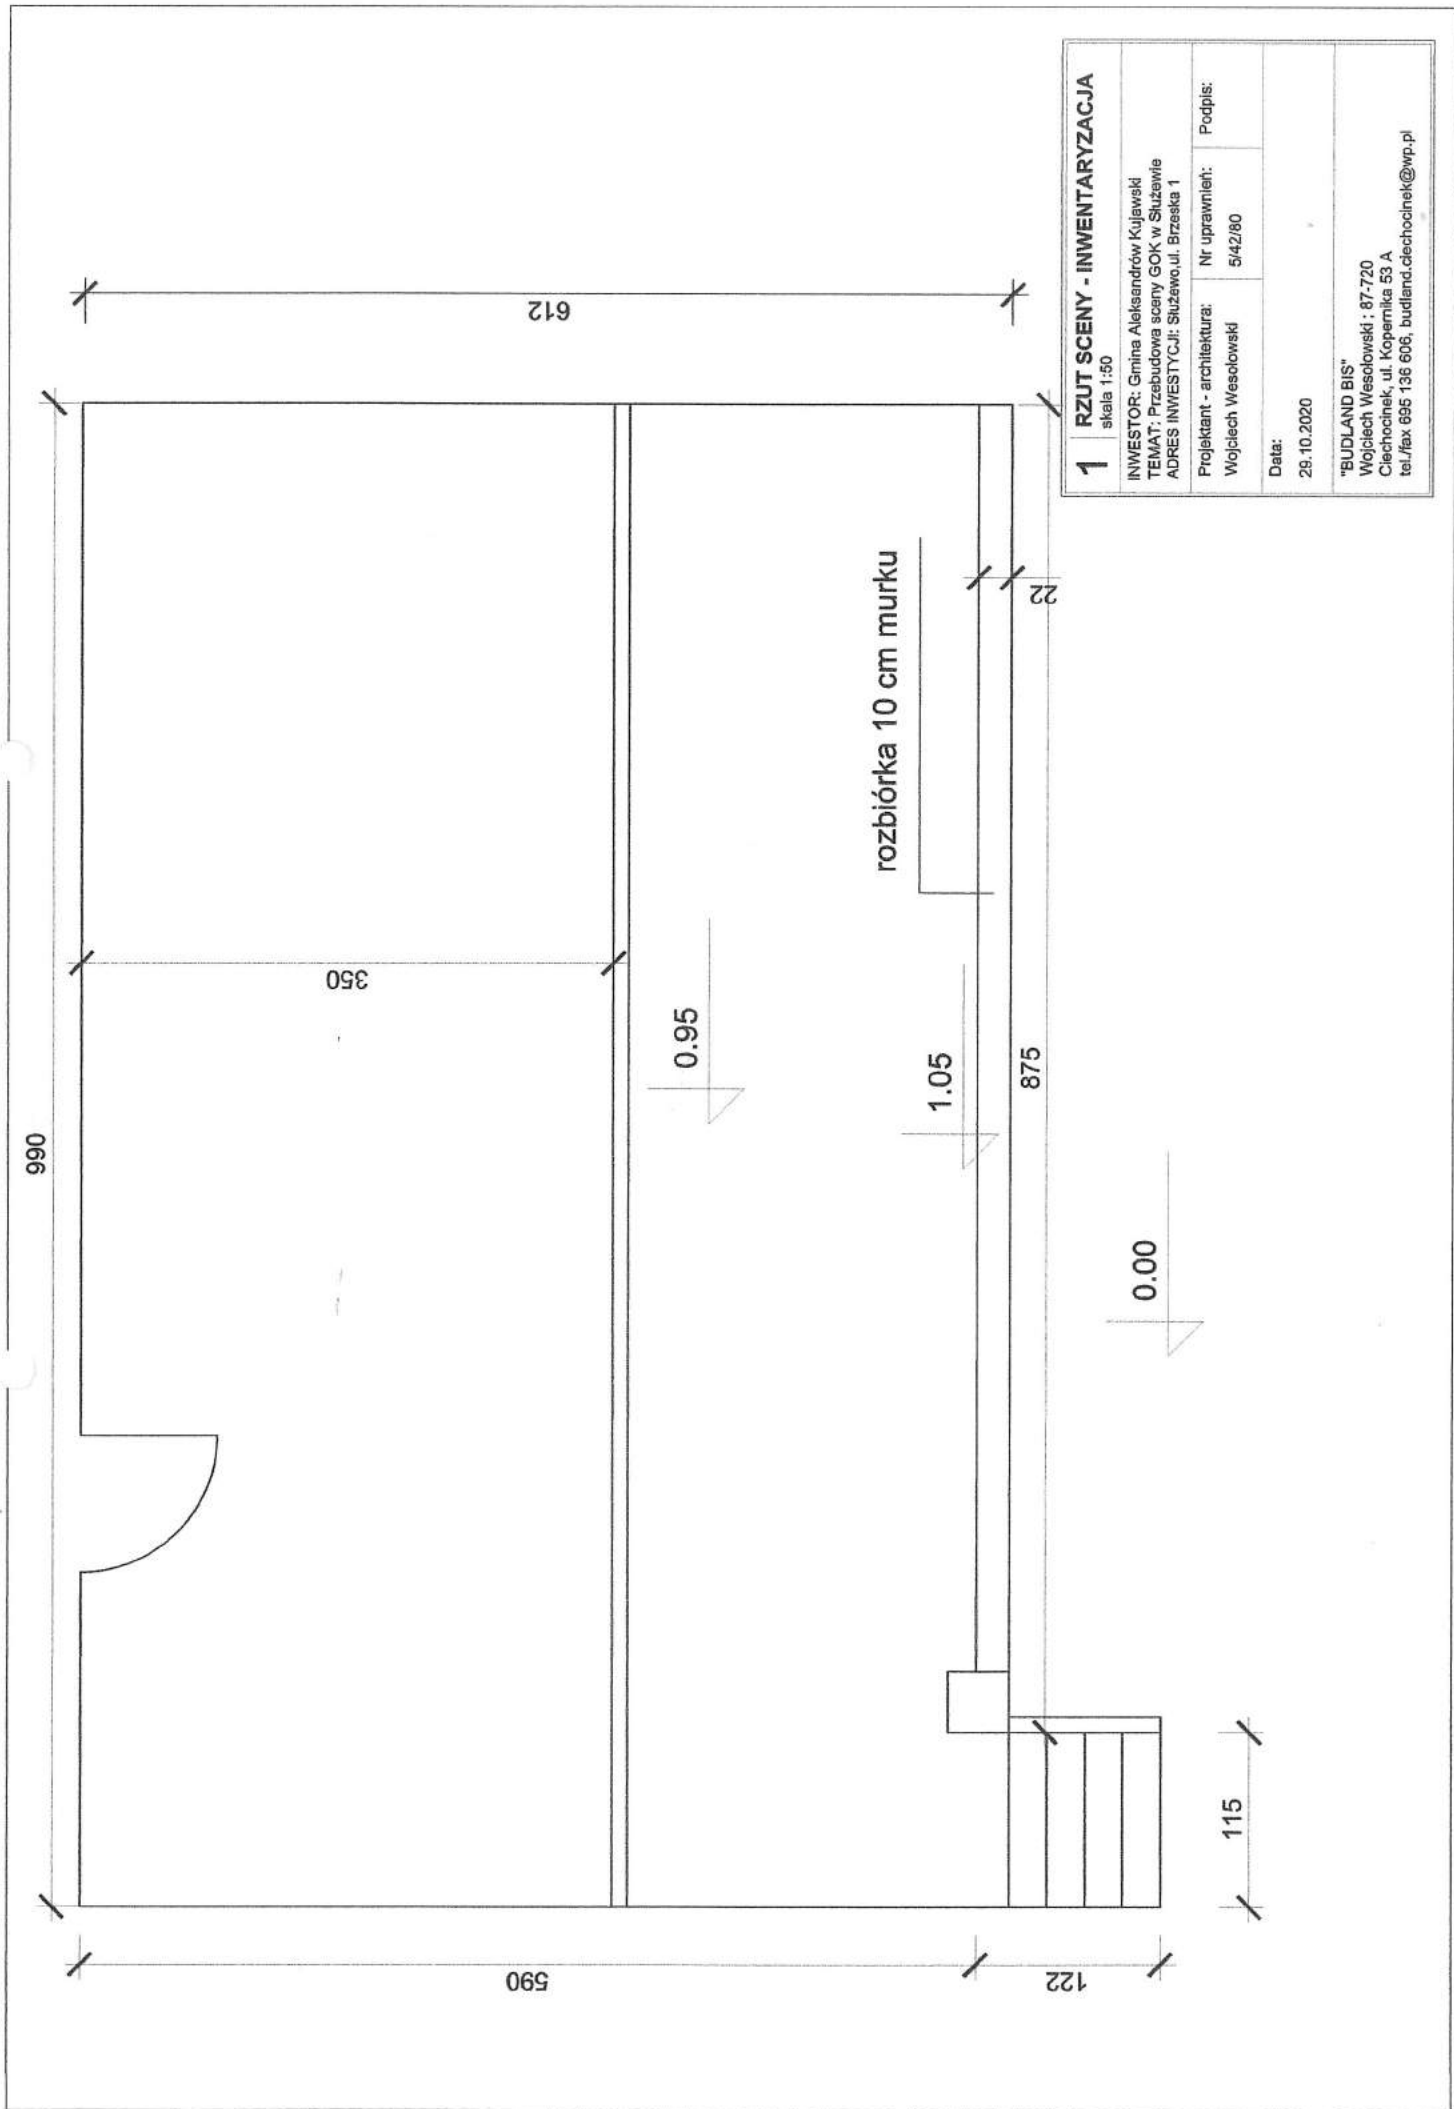 990
612
350
0.95
rozbiórka 10 cm murku
1.05
22
875
0.00
590
122
115
1 RZUT SCENY - INWENTARYZACJA
skala 1:50
INWESTOR: Gmina Aleksandrów Kujawski
TEMAT: Przebudowa sceny GOK w Służewie
ADRES INWESTYCJI: Służewo,ul. Brzeska 1
Projektant - architektura: Nr uprawnień: Podpis:
Wojciech Wesołowski 5/42/80
Data:
29.10.2020
"BUDLAND BIS"
Wojciech Wesołowski ; 87-720
Ciechocinek, ul. Kopernika 53 A
tel./fax 695 136 606, budland.ciechocinek@wp.pl